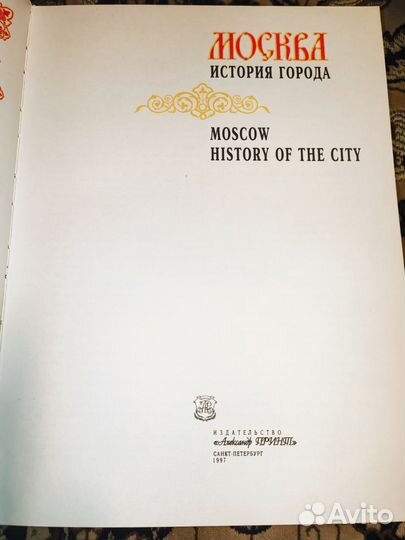 МОСКВА
ИСТОРИЯ ГОРОДА
MOSCOW
HISTORY OF THE CITY
ИЗДАТЕЛЬСТВО
«Александр ПРИНТ»
САНКТ-ПЕТЕРБУРГ
1997
Avito